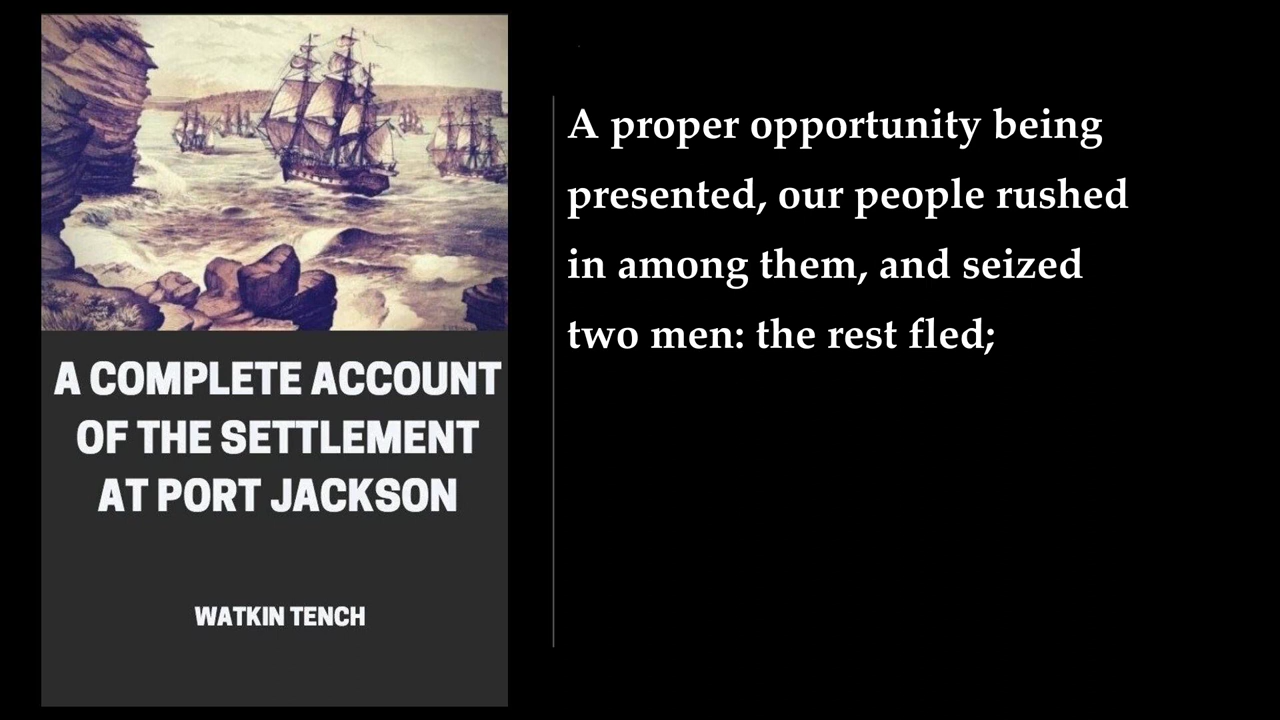 A COMPLETE ACCOUNT
OF THE SETTLEMENT
AT PORT JACKSON
WATKIN TENCH
A proper opportunity being
presented, our people rushed
in among them, and seized
two men: the rest fled;